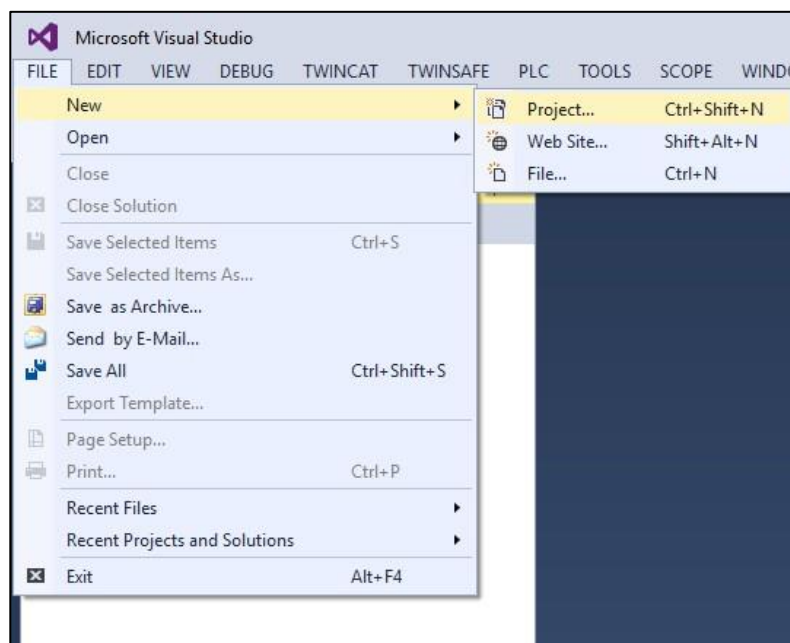 Microsoft Visual Studio
FILE EDIT VIEW DEBUG TWINCAT TWINSAFE PLC TOOLS SCOPE WINDO
New
Open
Close
Close Solution
Save Selected Items Ctrl+S
Save Selected Items As...
Save as Archive...
Send by E-Mail...
Save All Ctrl+Shift+S
Export Template...
Page Setup...
Print... Ctrl+P
Recent Files
Recent Projects and Solutions
Exit Alt+F4
Project... Ctrl+Shift+N
Web Site... Shift+Alt+N
File... Ctrl+N